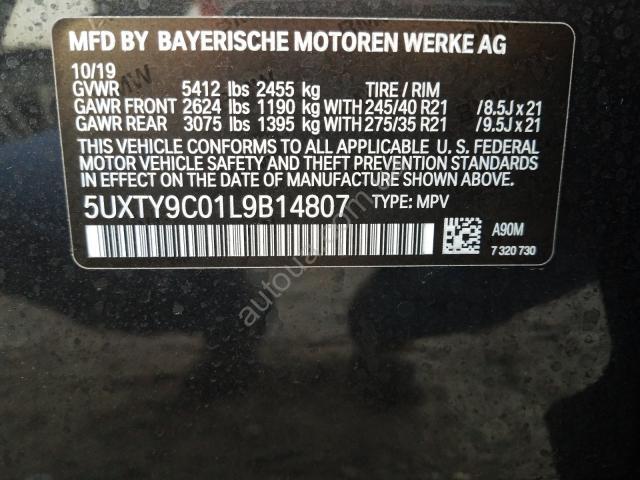 MFD BY BAYERISCHE MOTOREN WERKE AG
10/19
GVWR 5412 lbs 2455 kg TIRE / RIM
GAWR FRONT 2624 lbs 1190 kg WITH 245/40 R21 /8.5J x 21
GAWR REAR 3075 lbs 1395 kg WITH 275/35 R21 /9.5J x 21
THIS VEHICLE CONFORMS TO ALL APPLICABLE U. S. FEDERAL
MOTOR VEHICLE SAFETY AND THEFT PREVENTION STANDARDS
IN EFFECT ON THE DATE OF MANUFACTURE SHOWN ABOVE.
5UXTY9C01L9B14807 TYPE: MPV
A90M
7 320 730